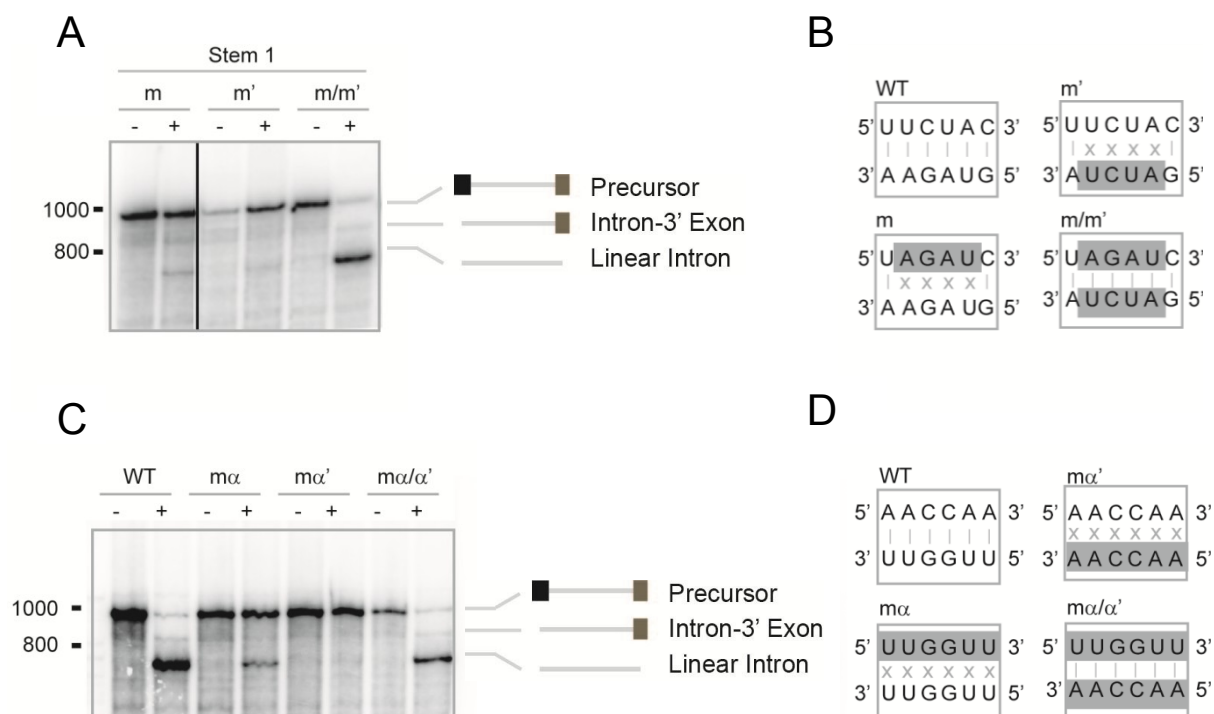 A
Stem 1
m m' m/m'
- + - + - +
1000
800
Precursor
Intron-3' Exon
Linear Intron
B
WT
5' U U C U A C 3'
3' A A G A U G 5'
m'
5' U U C U A C 3'
x x x x
3' A U C U A G 5'
m
5' U A G A U C 3'
x x x x
3' A A G A U G 5'
m/m'
5' U A G A U C 3'
3' A U C U A G 5'
C
WT mα mα' mα/α'
- + - + - + - +
1000
800
Precursor
Intron-3' Exon
Linear Intron
D
WT
5' A A C C A A 3'
3' U U G G U U 5'
mα'
5' A A C C A A 3'
x x x x x x
3' A A C C A A 5'
mα
5' U U G G U U 3'
x x x x x x
3' U U G G U U 5'
mα/α'
5' U U G G U U 3'
3' A A C C A A 5'